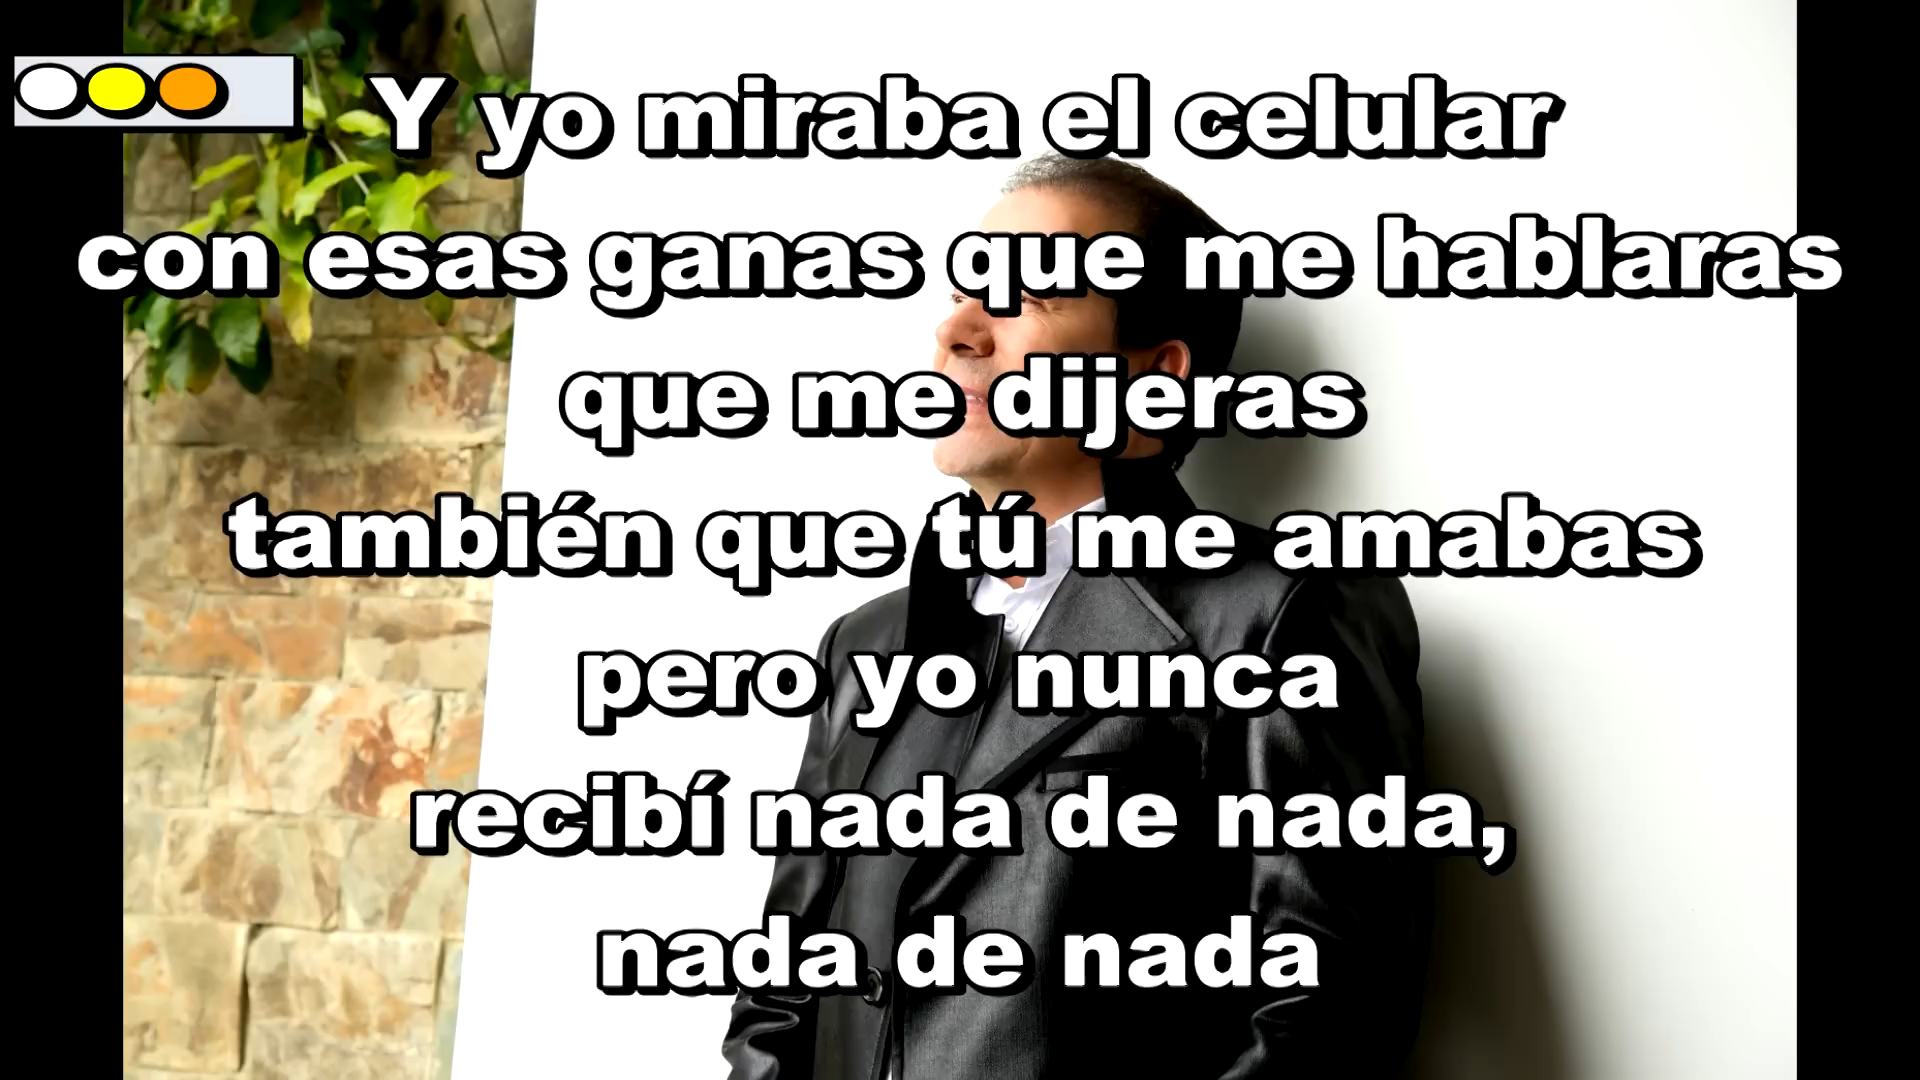 Y yo miraba el celular
con esas ganas que me hablaras
que me dijeras
también que tú me amabas
pero yo nunca
recibí nada de nada,
nada de nada